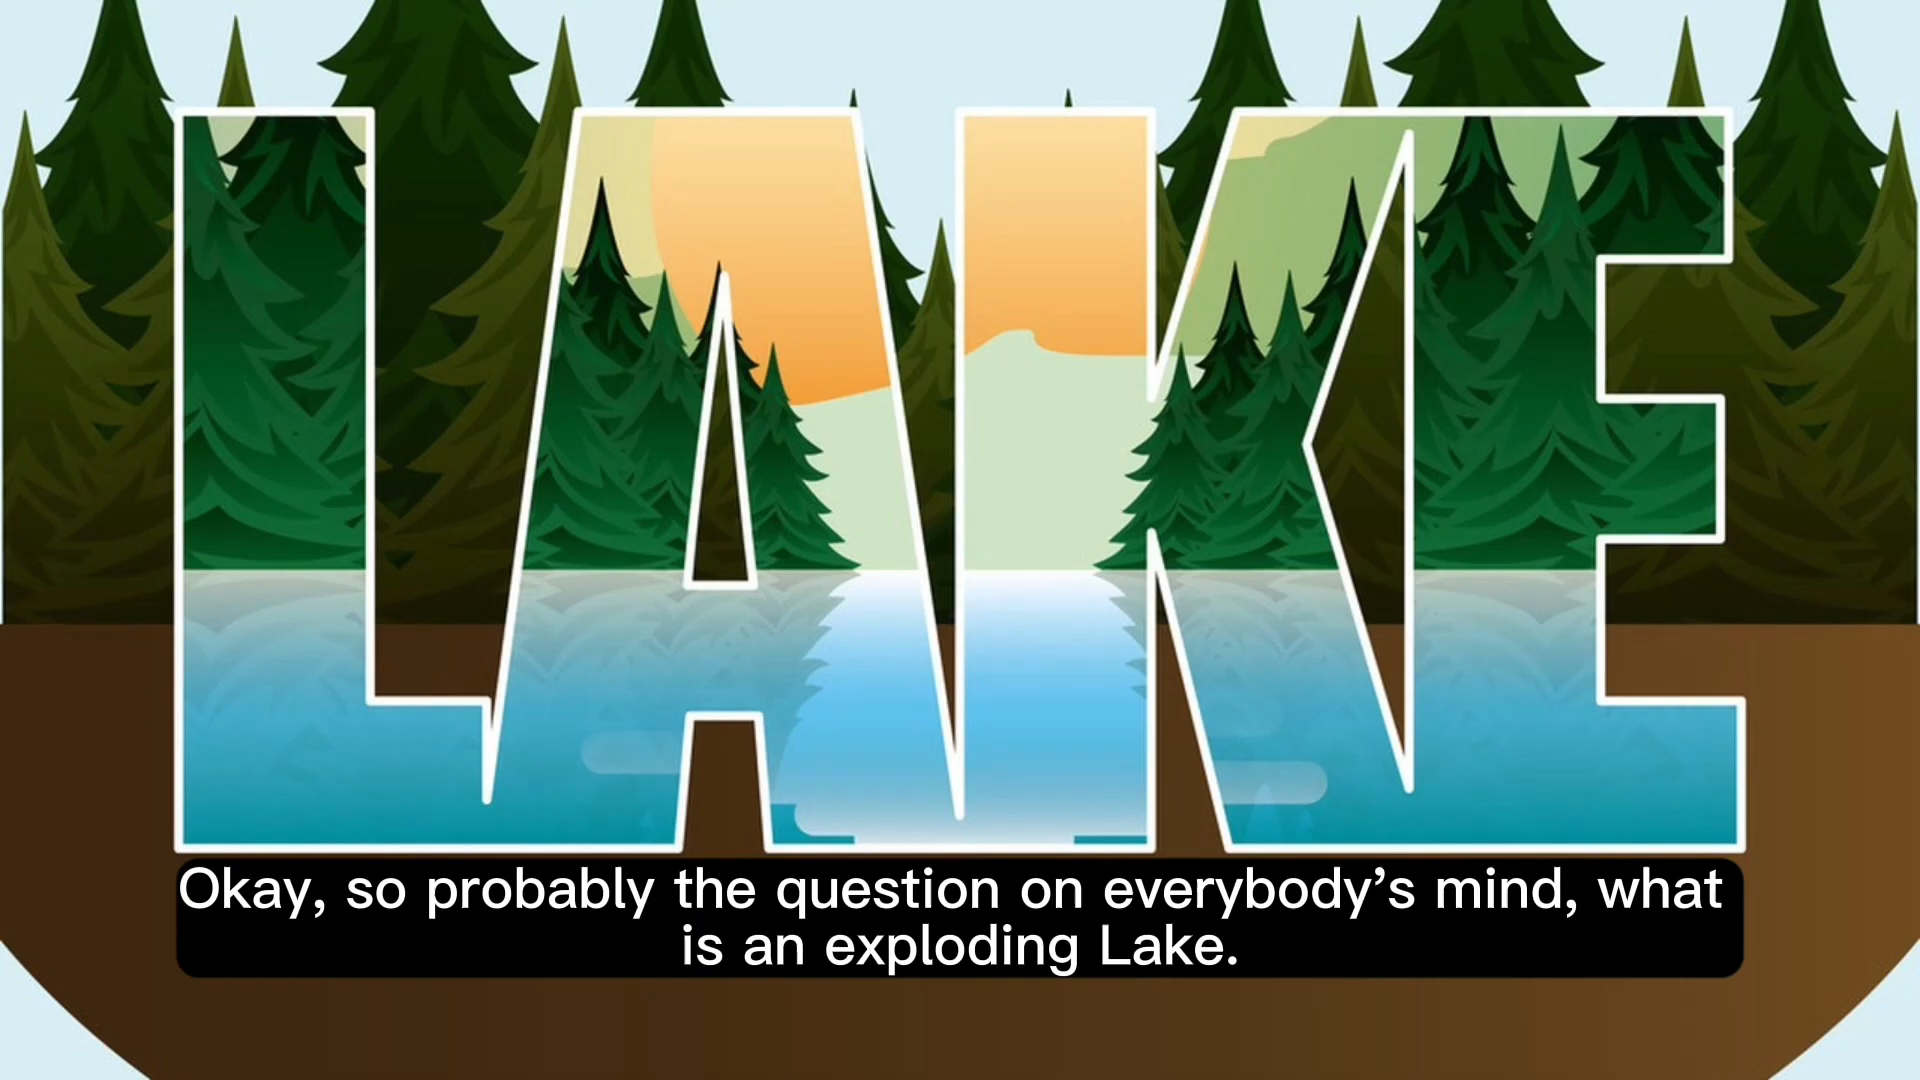 LAKE
Okay, so probably the question on everybody’s mind, what
is an exploding Lake.